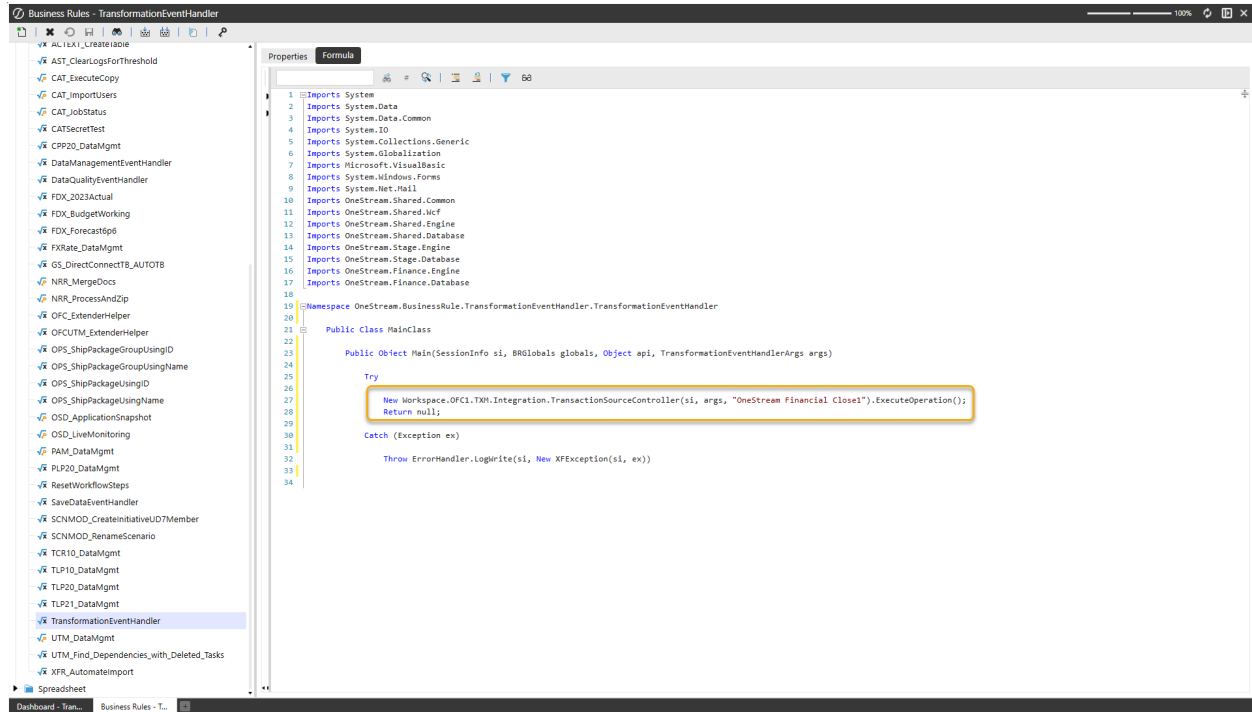 Business Rules - TransformationEventHandler
100%
ACTEXT_CreateTable
AST_ClearLogsForThreshold
CAT_ExecuteCopy
CAT_ImportUsers
CAT_JobStatus
CATSecretTest
CPP20_DataMgmt
DataManagementEventHandler
DataQualityEventHandler
FDX_2023Actual
FDX_BudgetWorking
FDX_Forecast6p6
FXRate_DataMgmt
GS_DirectConnectTB_AUTOTB
NRR_MergeDocs
NRR_ProcessAndZip
OFC_ExtenderHelper
OFCUTM_ExtenderHelper
OPS_ShipPackageGroupUsingID
OPS_ShipPackageGroupUsingName
OPS_ShipPackageUsingID
OPS_ShipPackageUsingName
OSD_ApplicationSnapshot
OSD_LiveMonitoring
PAM_DataMgmt
PLP20_DataMgmt
ResetWorkflowSteps
SaveDataEventHandler
SCNMOD_CreateInitiativeUD7Member
SCNMOD_RenameScenario
TCR10_DataMgmt
TLP10_DataMgmt
TLP20_DataMgmt
TLP21_DataMgmt
TransformationEventHandler
UTM_DataMgmt
UTM_Find_Dependencies_with_Deleted_Tasks
XFR_AutomateImport
Spreadsheet
Properties Formula
1 Imports System
2 Imports System.Data
3 Imports System.Data.Common
4 Imports System.IO
5 Imports System.Collections.Generic
6 Imports System.Globalization
7 Imports Microsoft.VisualBasic
8 Imports System.Windows.Forms
9 Imports System.Net.Mail
10 Imports OneStream.Shared.Common
11 Imports OneStream.Shared.Wcf
12 Imports OneStream.Shared.Engine
13 Imports OneStream.Shared.Database
14 Imports OneStream.Stage.Engine
15 Imports OneStream.Stage.Database
16 Imports OneStream.Finance.Engine
17 Imports OneStream.Finance.Database
18
19 Namespace OneStream.BusinessRule.TransformationEventHandler.TransformationEventHandler
20
21 Public Class MainClass
22
23 Public Object Main(SessionInfo si, BRGlobals globals, Object api, TransformationEventHandlerArgs args)
24
25 Try
26
27 New Workspace.OFC1.TXM.Integration.TransactionSourceController(si, args, "OneStream Financial Close1").ExecuteOperation();
28 Return null;
29
30 Catch (Exception ex)
31
32 Throw ErrorHandler.LogWrite(si, New XFException(si, ex))
33
34
Dashboard - Tran... Business Rules - T...